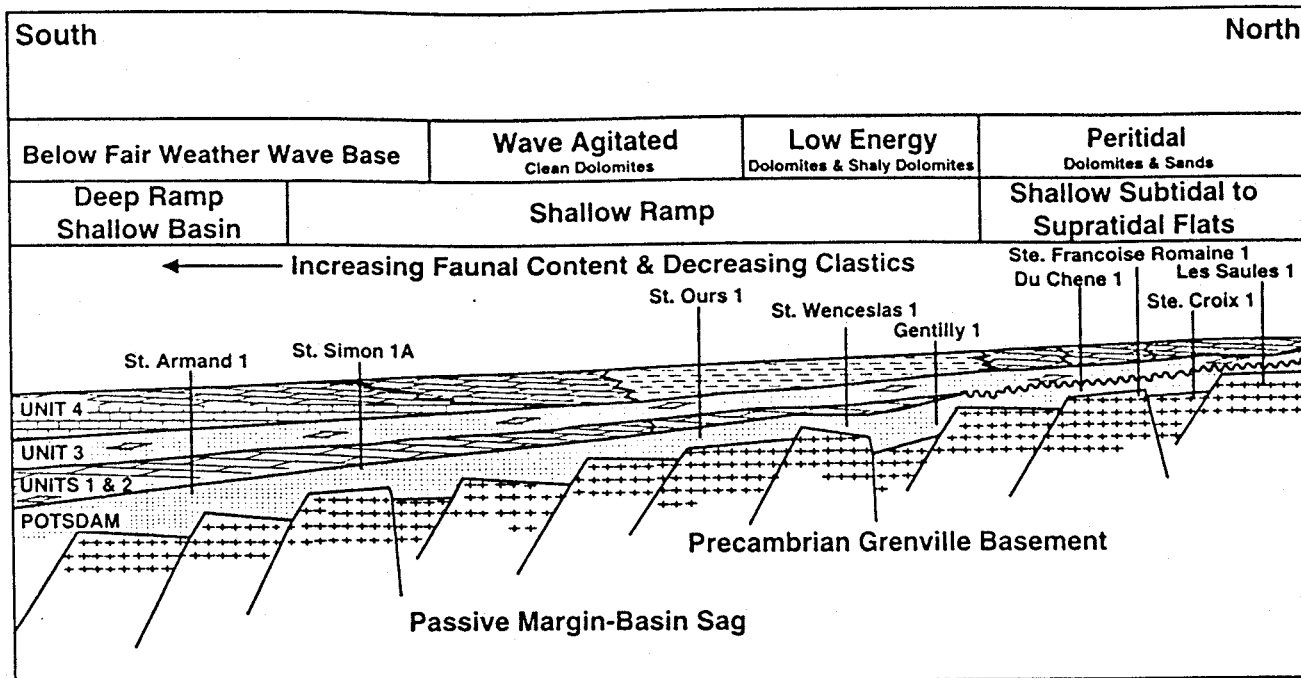 South
North
Below Fair Weather Wave Base
Wave Agitated
Clean Dolomites
Low Energy
Dolomites & Shaly Dolomites
Peritidal
Dolomites & Sands
Deep Ramp
Shallow Basin
Shallow Ramp
Shallow Subtidal to
Supratidal Flats
Increasing Faunal Content & Decreasing Clastics
Ste. Francoise Romaine 1
Du Chene 1
Les Saules 1
Ste. Croix 1
St. Ours 1
St. Wenceslas 1
Gentilly 1
St. Armand 1
St. Simon 1A
UNIT 4
UNIT 3
UNITS 1 & 2
POTSDAM
Precambrian Grenville Basement
Passive Margin-Basin Sag